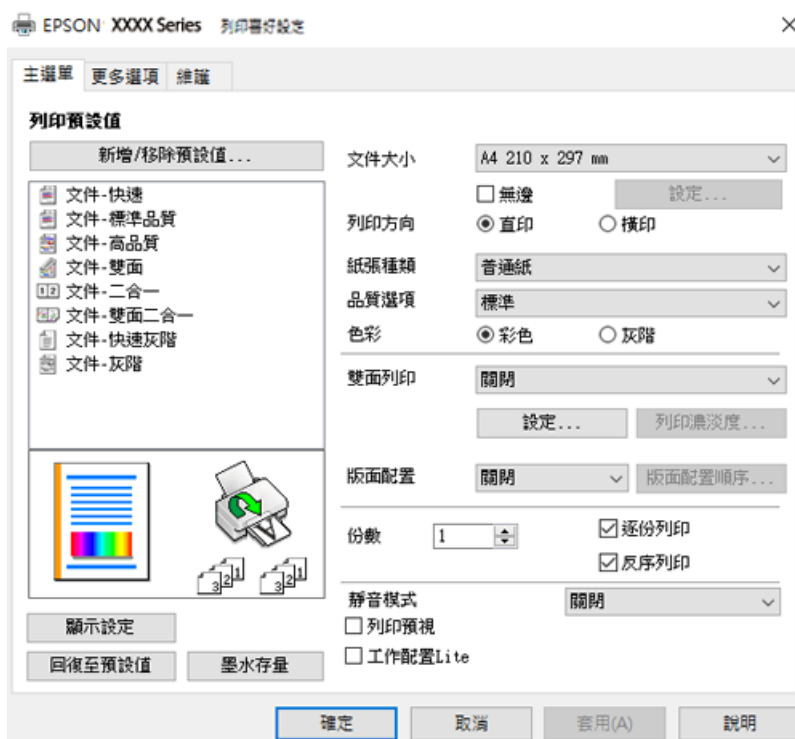 EPSON XXXX Series 列印喜好設定
主選單 更多選項 維護
列印預設值
新增/移除預設值...
文件-快速
文件-標準品質
文件-高品質
文件-雙面
文件-二合一
文件-雙面二合一
文件-快速灰階
文件-灰階
顯示設定
回復至預設值 墨水存量
文件大小 A4 210 x 297 mm
無邊 設定...
列印方向 直印 橫印
紙張種類 普通紙
品質選項 標準
色彩 彩色 灰階
雙面列印 關閉
設定... 列印濃淡度...
版面配置 關閉 版面配置順序...
份數 1 逐份列印
反序列印
靜音模式 關閉
列印預視
工作配置Lite
確定 取消 套用(A) 說明